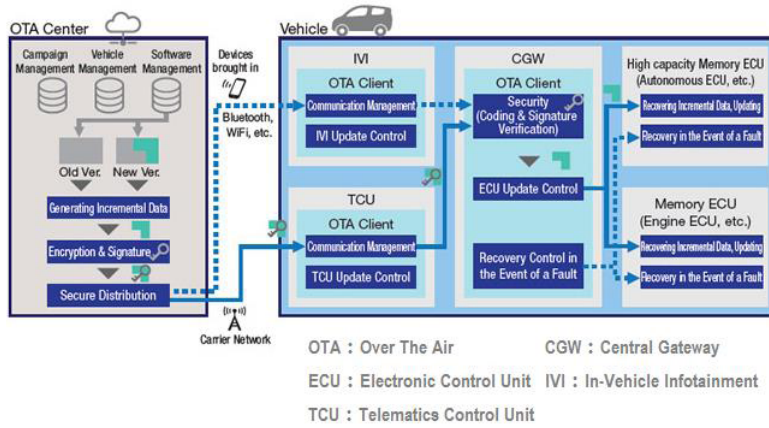 OTA Center
Campaign
Management
Vehicle
Management
Software
Management
Old Ver.
New Ver.
Generating Incremental Data
Encryption & Signature
Secure Distribution
Devices
brought in
Bluetooth,
WiFi, etc.
Carrier Network
Vehicle
IVI
OTA Client
Communication Management
IVI Update Control
TCU
OTA Client
Communication Management
TCU Update Control
CGW
OTA Client
Security
(Coding & Signature
Verification)
ECU Update Control
Recovery Control in
the Event of a Fault
High capacity Memory ECU
(Autonomous ECU, etc.)
Recovering Incremental Data, Updating
Recovery in the Event of a Fault
Memory ECU
(Engine ECU, etc.)
Recovering Incremental Data, Updating
Recovery in the Event of a Fault
OTA : Over The Air
CGW : Central Gateway
ECU : Electronic Control Unit
IVI : In-Vehicle Infotainment
TCU : Telematics Control Unit